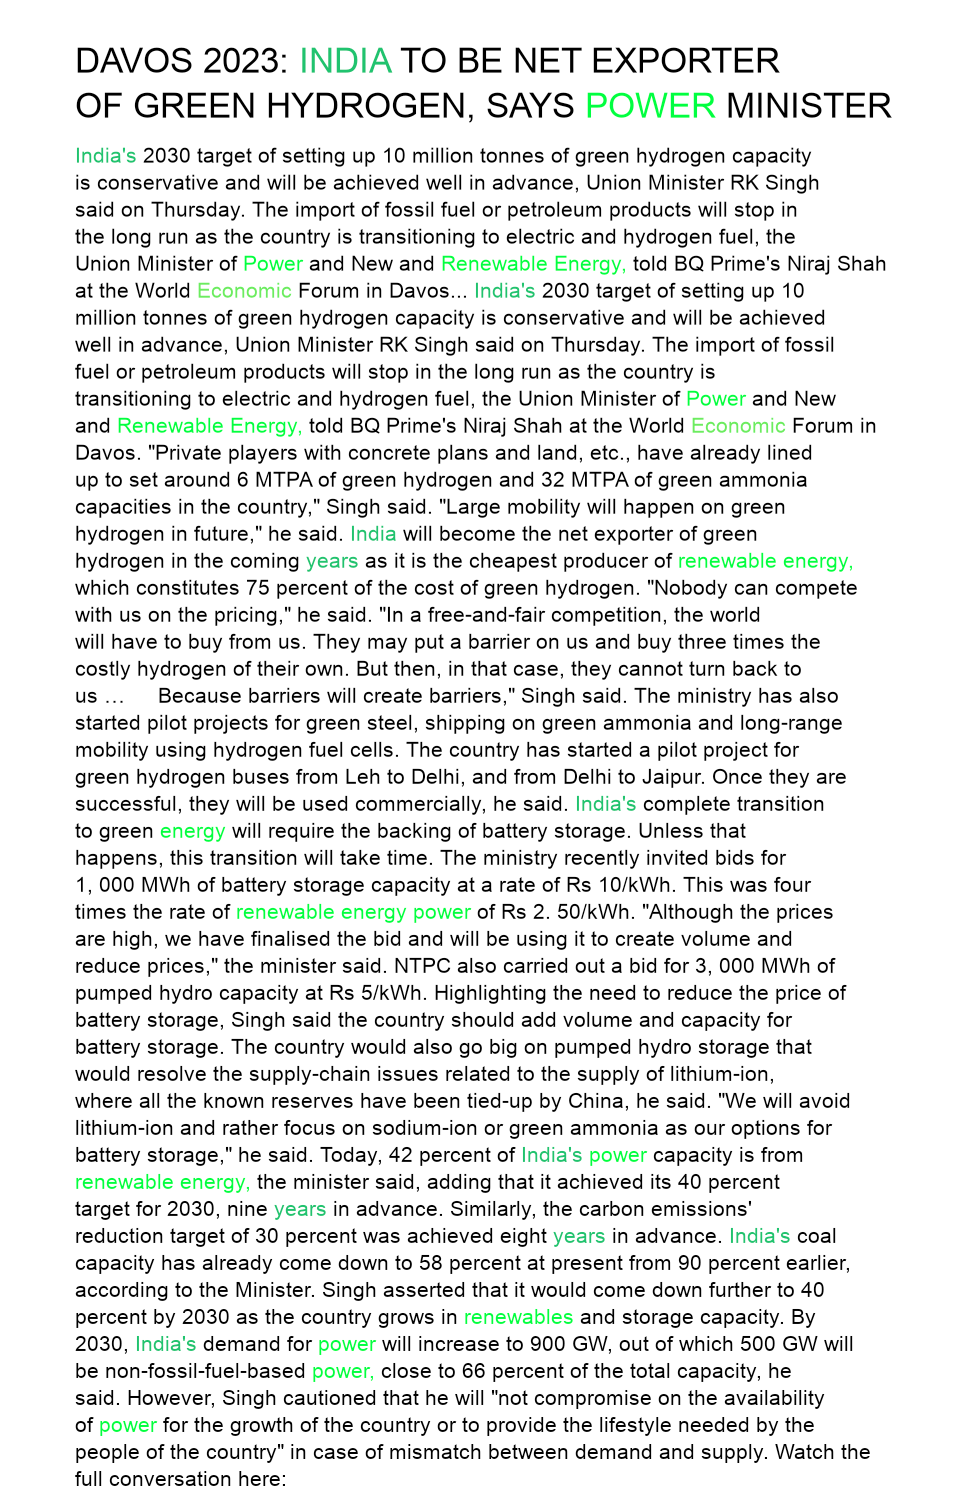 DAVOS 2023: INDIA TO BE NET EXPORTER
OF GREEN HYDROGEN, SAYS POWER MINISTER
India's 2030 target of setting up 10 million tonnes of green hydrogen capacity
is conservative and will be achieved well in advance, Union Minister RK Singh
said on Thursday. The import of fossil fuel or petroleum products will stop in
the long run as the country is transitioning to electric and hydrogen fuel, the
Union Minister of Power and New and Renewable Energy, told BQ Prime's Niraj Shah
at the World Economic Forum in Davos... India's 2030 target of setting up 10
million tonnes of green hydrogen capacity is conservative and will be achieved
well in advance, Union Minister RK Singh said on Thursday. The import of fossil
fuel or petroleum products will stop in the long run as the country is
transitioning to electric and hydrogen fuel, the Union Minister of Power and New
and Renewable Energy, told BQ Prime's Niraj Shah at the World Economic Forum in
Davos. "Private players with concrete plans and land, etc., have already lined
up to set around 6 MTPA of green hydrogen and 32 MTPA of green ammonia
capacities in the country," Singh said. "Large mobility will happen on green
hydrogen in future," he said. India will become the net exporter of green
hydrogen in the coming years as it is the cheapest producer of renewable energy,
which constitutes 75 percent of the cost of green hydrogen. "Nobody can compete
with us on the pricing," he said. "In a free-and-fair competition, the world
will have to buy from us. They may put a barrier on us and buy three times the
costly hydrogen of their own. But then, in that case, they cannot turn back to
us … Because barriers will create barriers," Singh said. The ministry has also
started pilot projects for green steel, shipping on green ammonia and long-range
mobility using hydrogen fuel cells. The country has started a pilot project for
green hydrogen buses from Leh to Delhi, and from Delhi to Jaipur. Once they are
successful, they will be used commercially, he said. India's complete transition
to green energy will require the backing of battery storage. Unless that
happens, this transition will take time. The ministry recently invited bids for
1, 000 MWh of battery storage capacity at a rate of Rs 10/kWh. This was four
times the rate of renewable energy power of Rs 2. 50/kWh. "Although the prices
are high, we have finalised the bid and will be using it to create volume and
reduce prices," the minister said. NTPC also carried out a bid for 3, 000 MWh of
pumped hydro capacity at Rs 5/kWh. Highlighting the need to reduce the price of
battery storage, Singh said the country should add volume and capacity for
battery storage. The country would also go big on pumped hydro storage that
would resolve the supply-chain issues related to the supply of lithium-ion,
where all the known reserves have been tied-up by China, he said. "We will avoid
lithium-ion and rather focus on sodium-ion or green ammonia as our options for
battery storage," he said. Today, 42 percent of India's power capacity is from
renewable energy, the minister said, adding that it achieved its 40 percent
target for 2030, nine years in advance. Similarly, the carbon emissions'
reduction target of 30 percent was achieved eight years in advance. India's coal
capacity has already come down to 58 percent at present from 90 percent earlier,
according to the Minister. Singh asserted that it would come down further to 40
percent by 2030 as the country grows in renewables and storage capacity. By
2030, India's demand for power will increase to 900 GW, out of which 500 GW will
be non-fossil-fuel-based power, close to 66 percent of the total capacity, he
said. However, Singh cautioned that he will "not compromise on the availability
of power for the growth of the country or to provide the lifestyle needed by the
people of the country" in case of mismatch between demand and supply. Watch the
full conversation here: